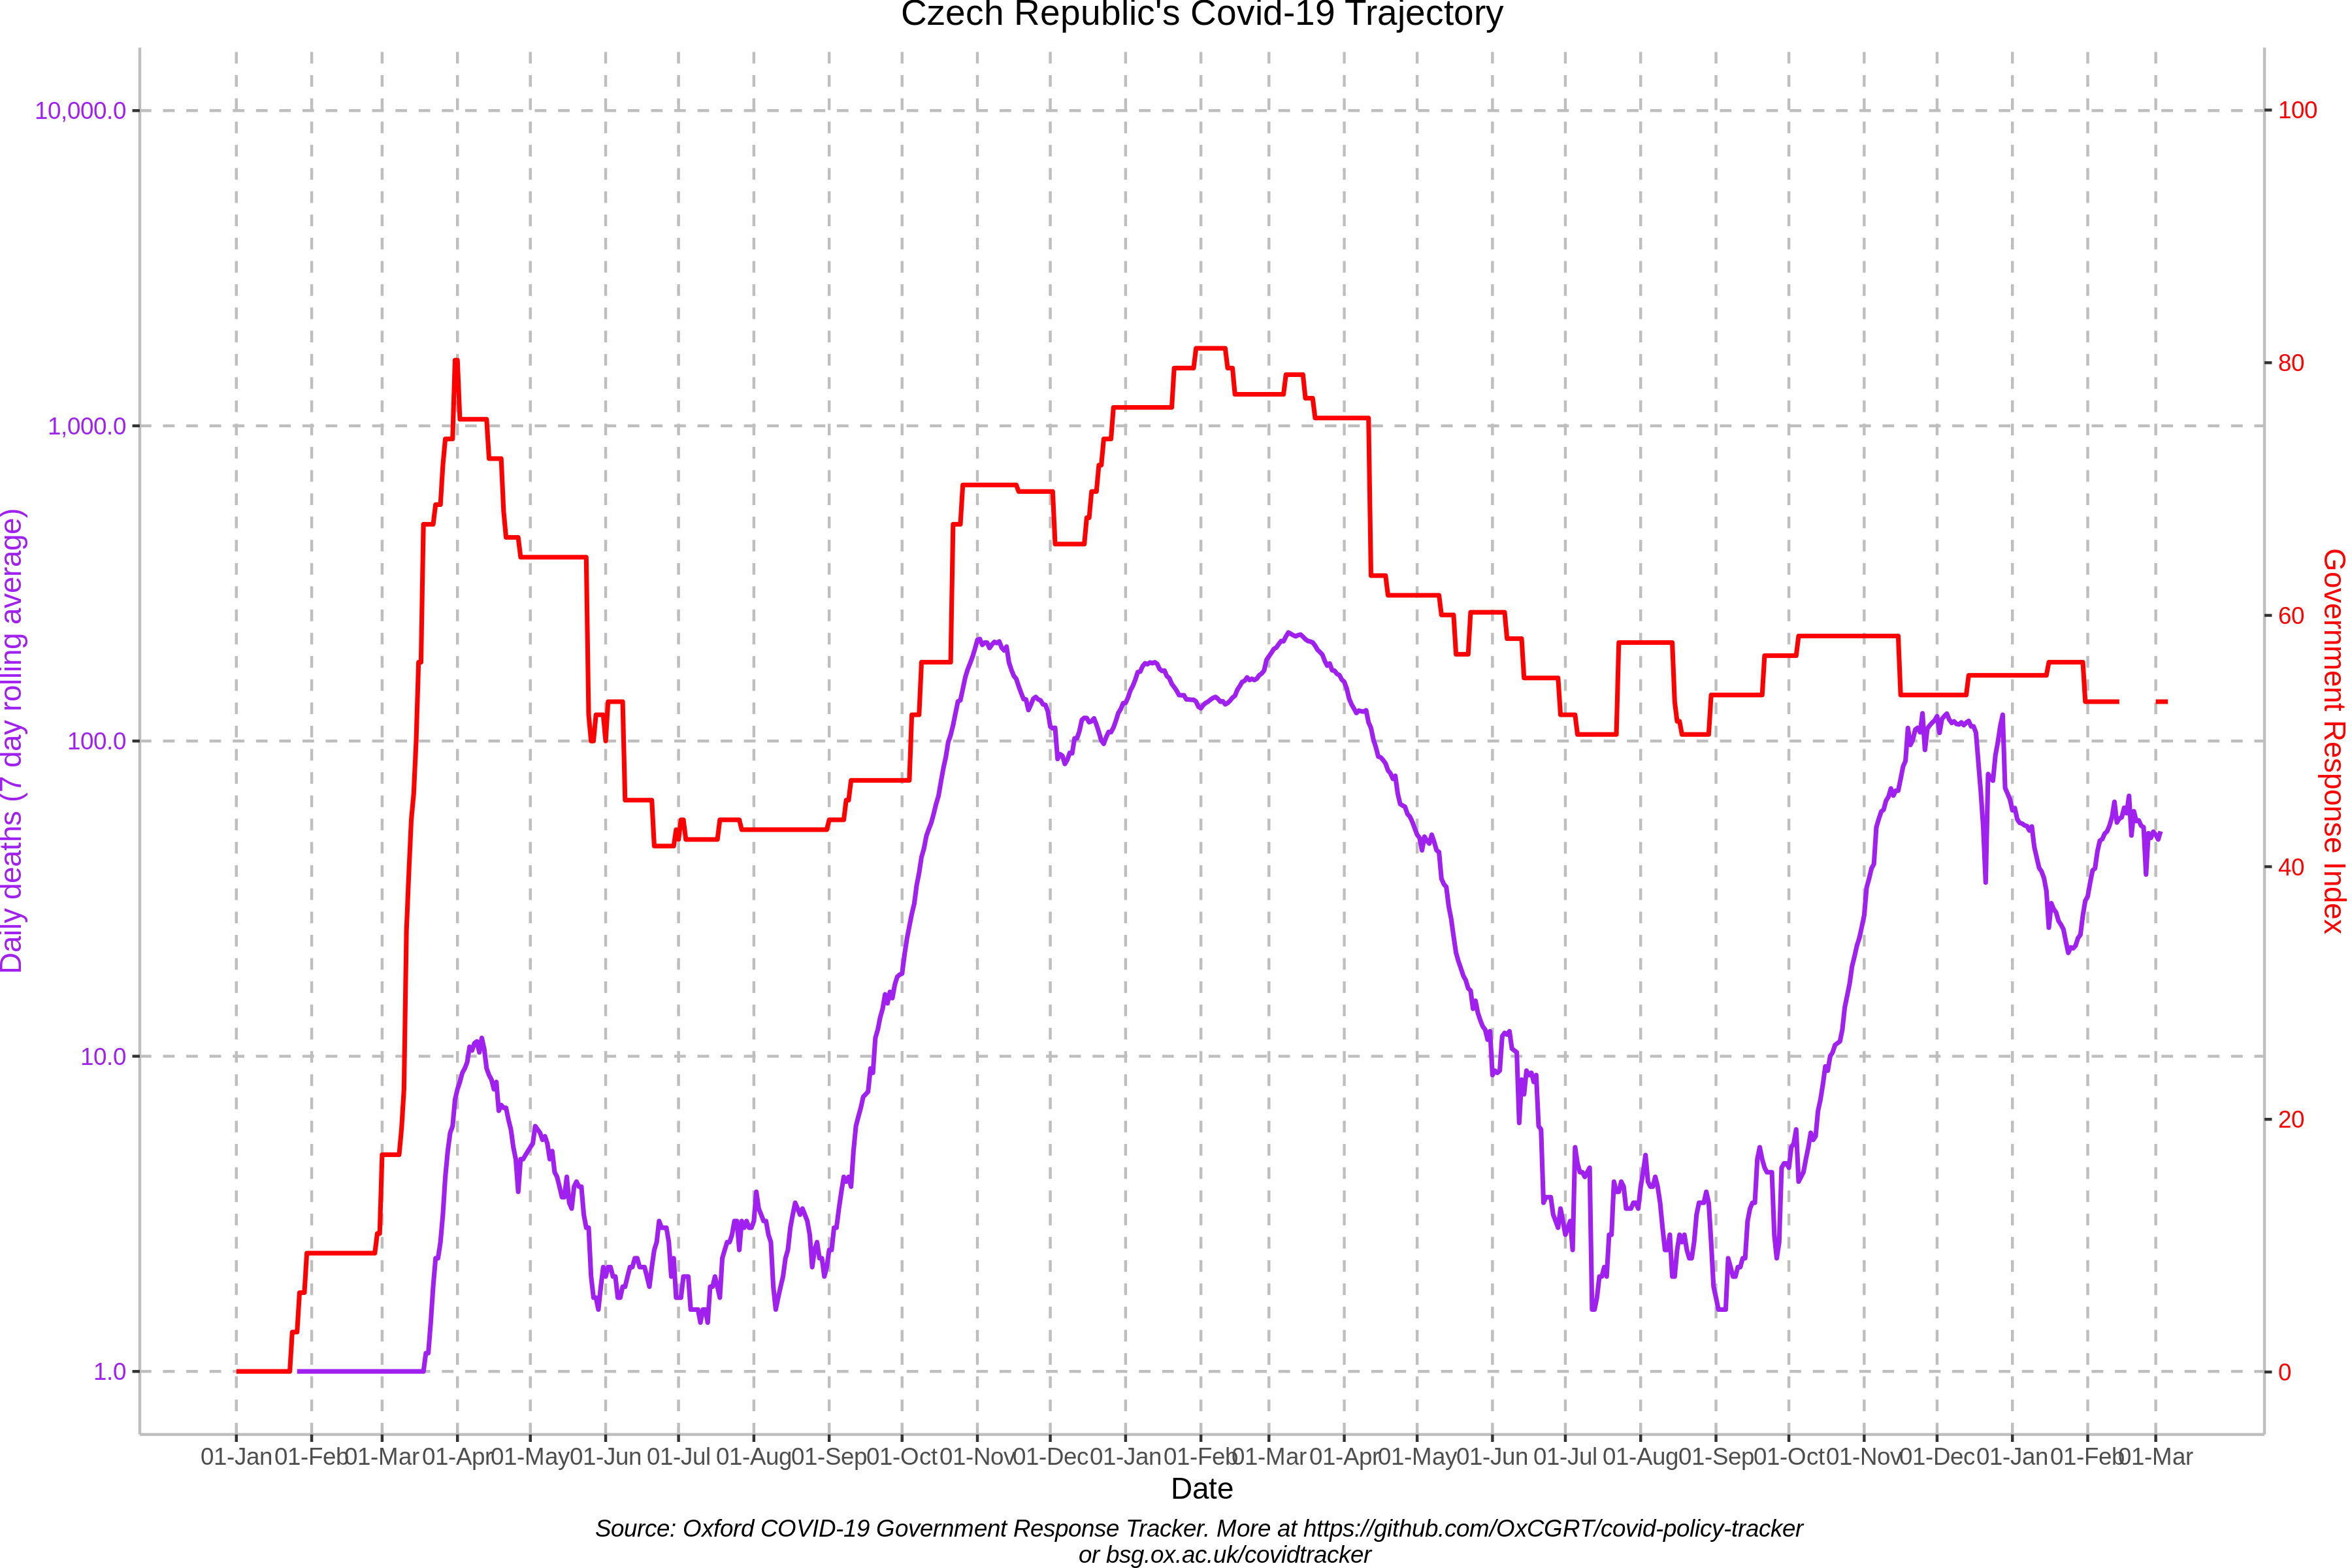 Czech Republic's Covid-19 Trajectory
10,000.0
1,000.0
100.0
10.0
1.0
Daily deaths (7 day rolling average)
100
80
60
40
20
0
Government Response Index
01-Jan 01-Feb 01-Mar 01-Apr 01-May 01-Jun 01-Jul 01-Aug 01-Sep 01-Oct 01-Nov 01-Dec 01-Jan 01-Feb 01-Mar 01-Apr 01-May 01-Jun 01-Jul 01-Aug 01-Sep 01-Oct 01-Nov 01-Dec 01-Jan 01-Feb 01-Mar
Date
Source: Oxford COVID-19 Government Response Tracker. More at https://github.com/OxCGRT/covid-policy-tracker
or bsg.ox.ac.uk/covidtracker